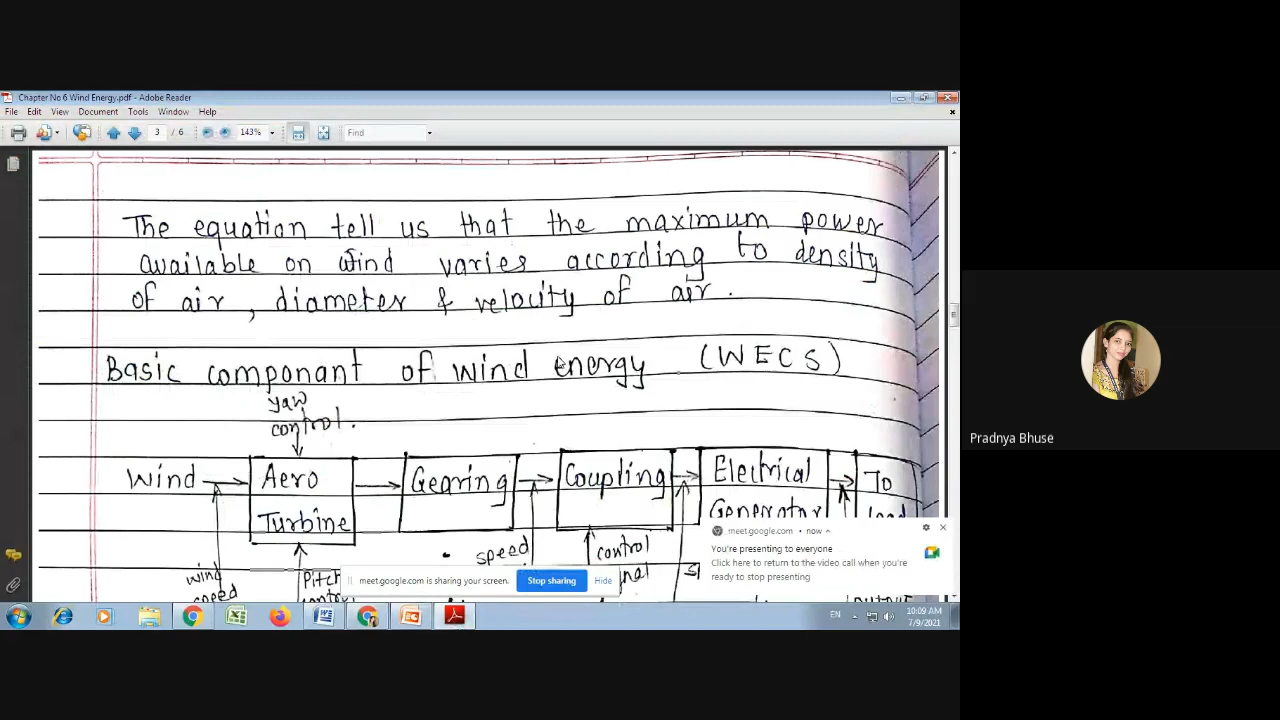 Chapter No 6 Wind Energy.pdf - Adobe Reader
File Edit View Document Tools Window Help
3 / 6 143% Find
The equation tell us that the maximum power
available on wind varies according to density
of air, diameter & velocity of air.
Basic componant of wind energy (WECS)
yaw
control.
Wind Aero Gearing Coupling Electrical To
Turbine Generator load
speed control
wind Pitch
speed control
meet.google.com • now
You're presenting to everyone
Click here to return to the video call when you're
ready to stop presenting
meet.google.com is sharing your screen. Stop sharing Hide
EN 10:09 AM
7/9/2021
Pradnya Bhuse